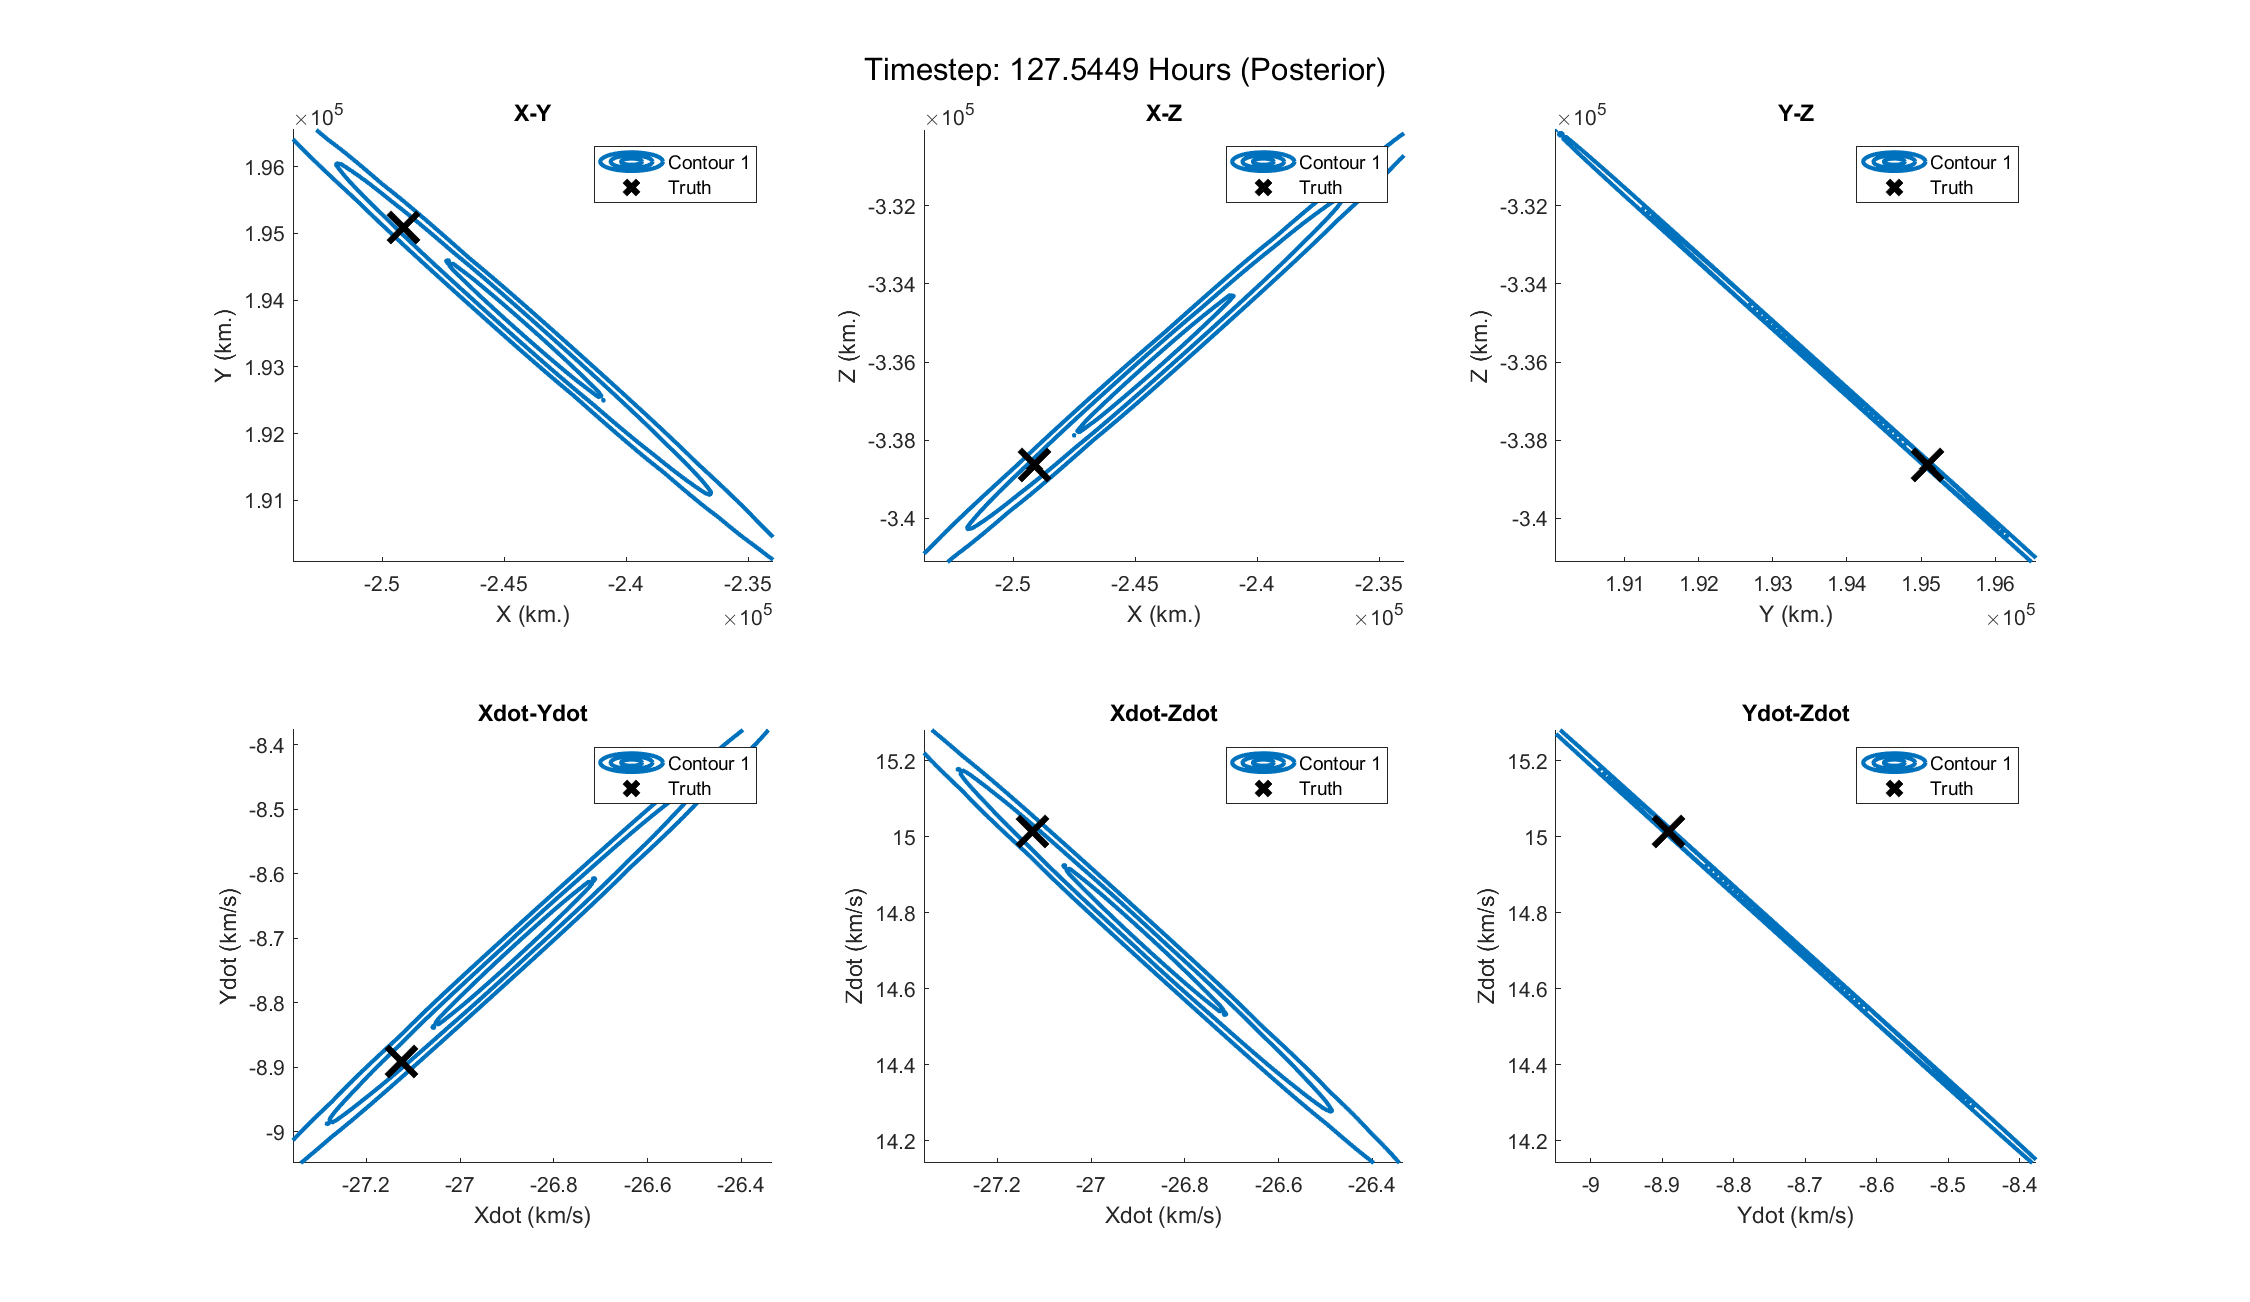 Timestep: 127.5449 Hours (Posterior)
X-Y
×10^5
Contour 1
Truth
1.96
1.95
1.94
1.93
1.92
1.91
Y (km.)
-2.5 -2.45 -2.4 -2.35
×10^5
X (km.)
X-Z
×10^5
Contour 1
Truth
-3.32
-3.34
-3.36
-3.38
-3.4
Z (km.)
-2.5 -2.45 -2.4 -2.35
×10^5
X (km.)
Y-Z
×10^5
Contour 1
Truth
-3.32
-3.34
-3.36
-3.38
-3.4
Z (km.)
1.91 1.92 1.93 1.94 1.95 1.96
×10^5
Y (km.)
Xdot-Ydot
Contour 1
Truth
-8.4
-8.5
-8.6
-8.7
-8.8
-8.9
-9
Ydot (km/s)
-27.2 -27 -26.8 -26.6 -26.4
Xdot (km/s)
Xdot-Zdot
Contour 1
Truth
15.2
15
14.8
14.6
14.4
14.2
Zdot (km/s)
-27.2 -27 -26.8 -26.6 -26.4
Xdot (km/s)
Ydot-Zdot
Contour 1
Truth
15.2
15
14.8
14.6
14.4
14.2
Zdot (km/s)
-9 -8.9 -8.8 -8.7 -8.6 -8.5 -8.4
Ydot (km/s)